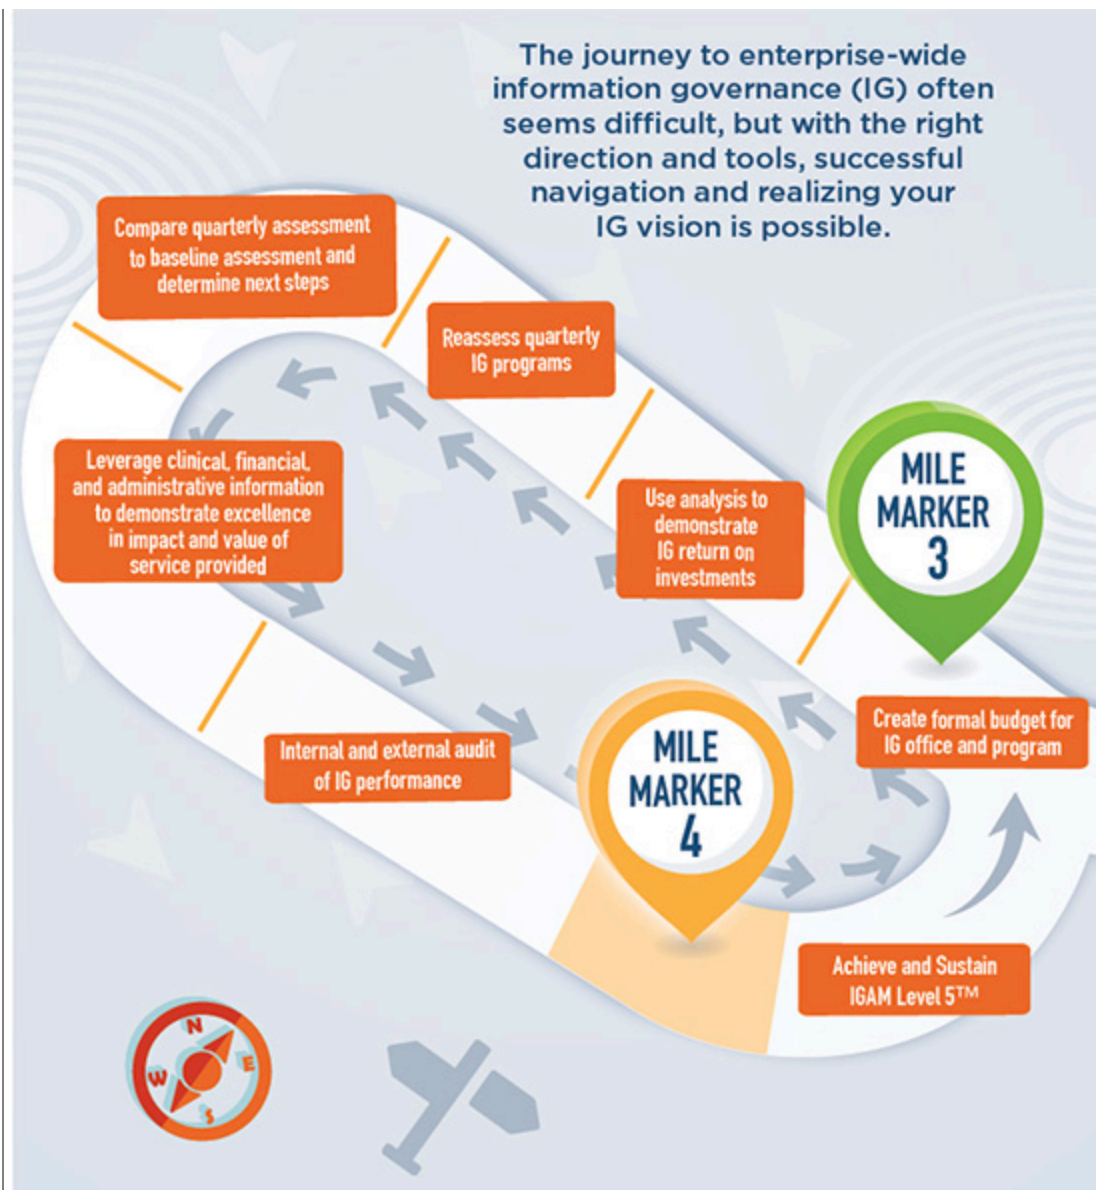 The journey to enterprise-wide
information governance (IG) often
seems difficult, but with the right
direction and tools, successful
navigation and realizing your
IG vision is possible.
Compare quarterly assessment
to baseline assessment and
determine next steps
Reassess quarterly
IG programs
Leverage clinical, financial,
and administrative information
to demonstrate excellence
in impact and value of
service provided
Use analysis to
demonstrate
IG return on
investments
MILE
MARKER
3
Create formal budget for
IG office and program
Internal and external audit
of IG performance
MILE
MARKER
4
Achieve and Sustain
IGAM Level 5™
N
E
W
S